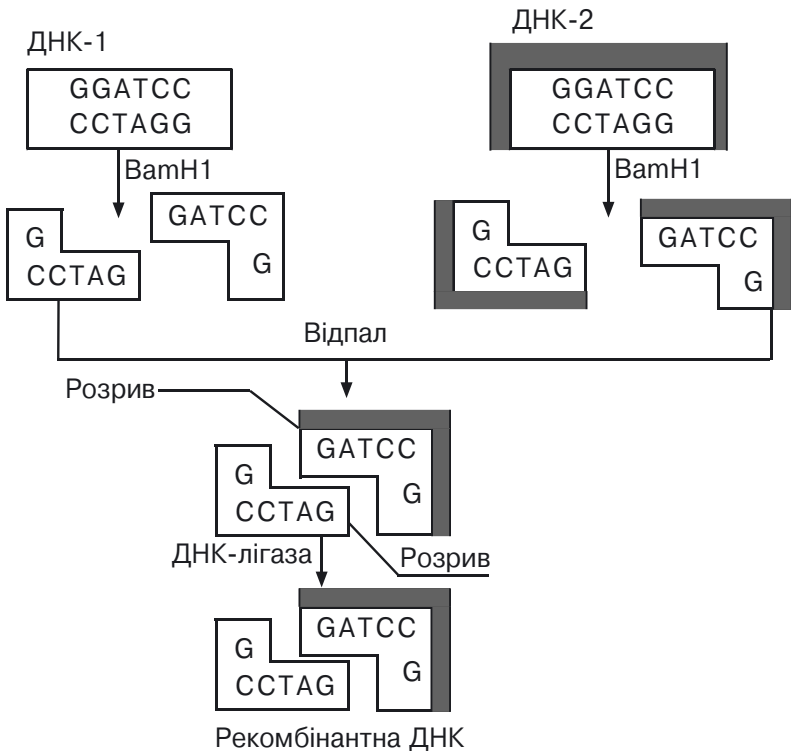 ДНК-1
GGATCC
CCTAGG
BamH1
G
CCTAG
GATCC
G
ДНК-2
GGATCC
CCTAGG
BamH1
G
CCTAG
GATCC
G
Відпал
Розрив
GATCC
G
G
CCTAG
ДНК-лігаза
Розрив
GATCC
G
G
CCTAG
Рекомбінантна ДНК